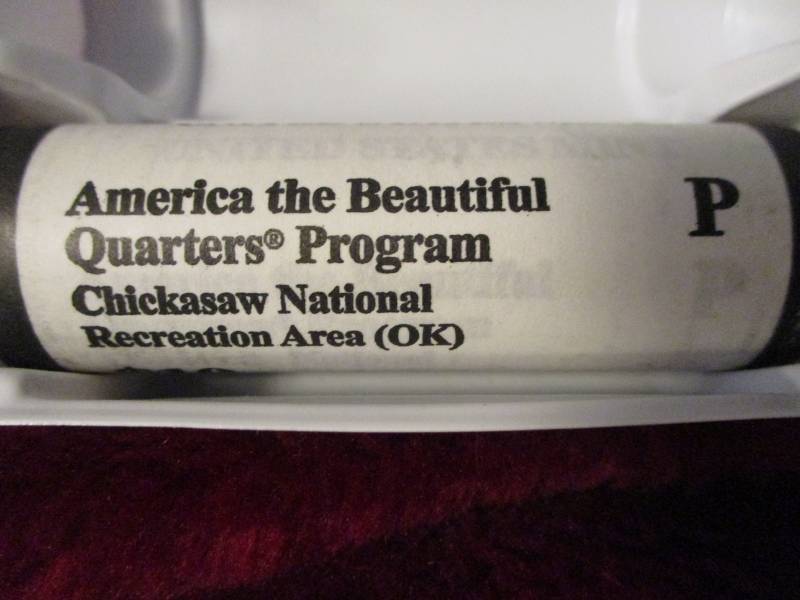 America the Beautiful
Quarters® Program
Chickasaw National
Recreation Area (OK)
P